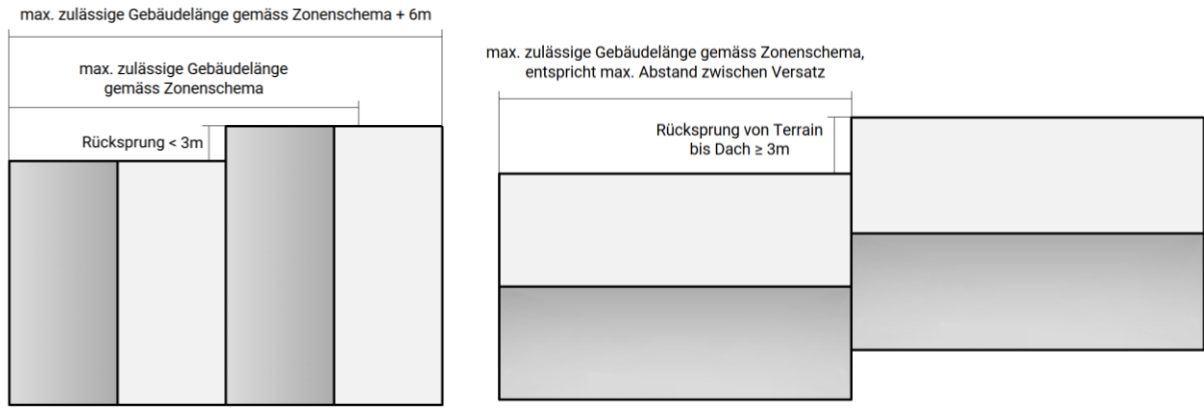 max. zulässige Gebäudelänge gemäss Zonenschema + 6m
max. zulässige Gebäudelänge
gemäss Zonenschema
Rücksprung < 3m
max. zulässige Gebäudelänge gemäss Zonenschema,
entspricht max. Abstand zwischen Versatz
Rücksprung von Terrain
bis Dach ≥ 3m